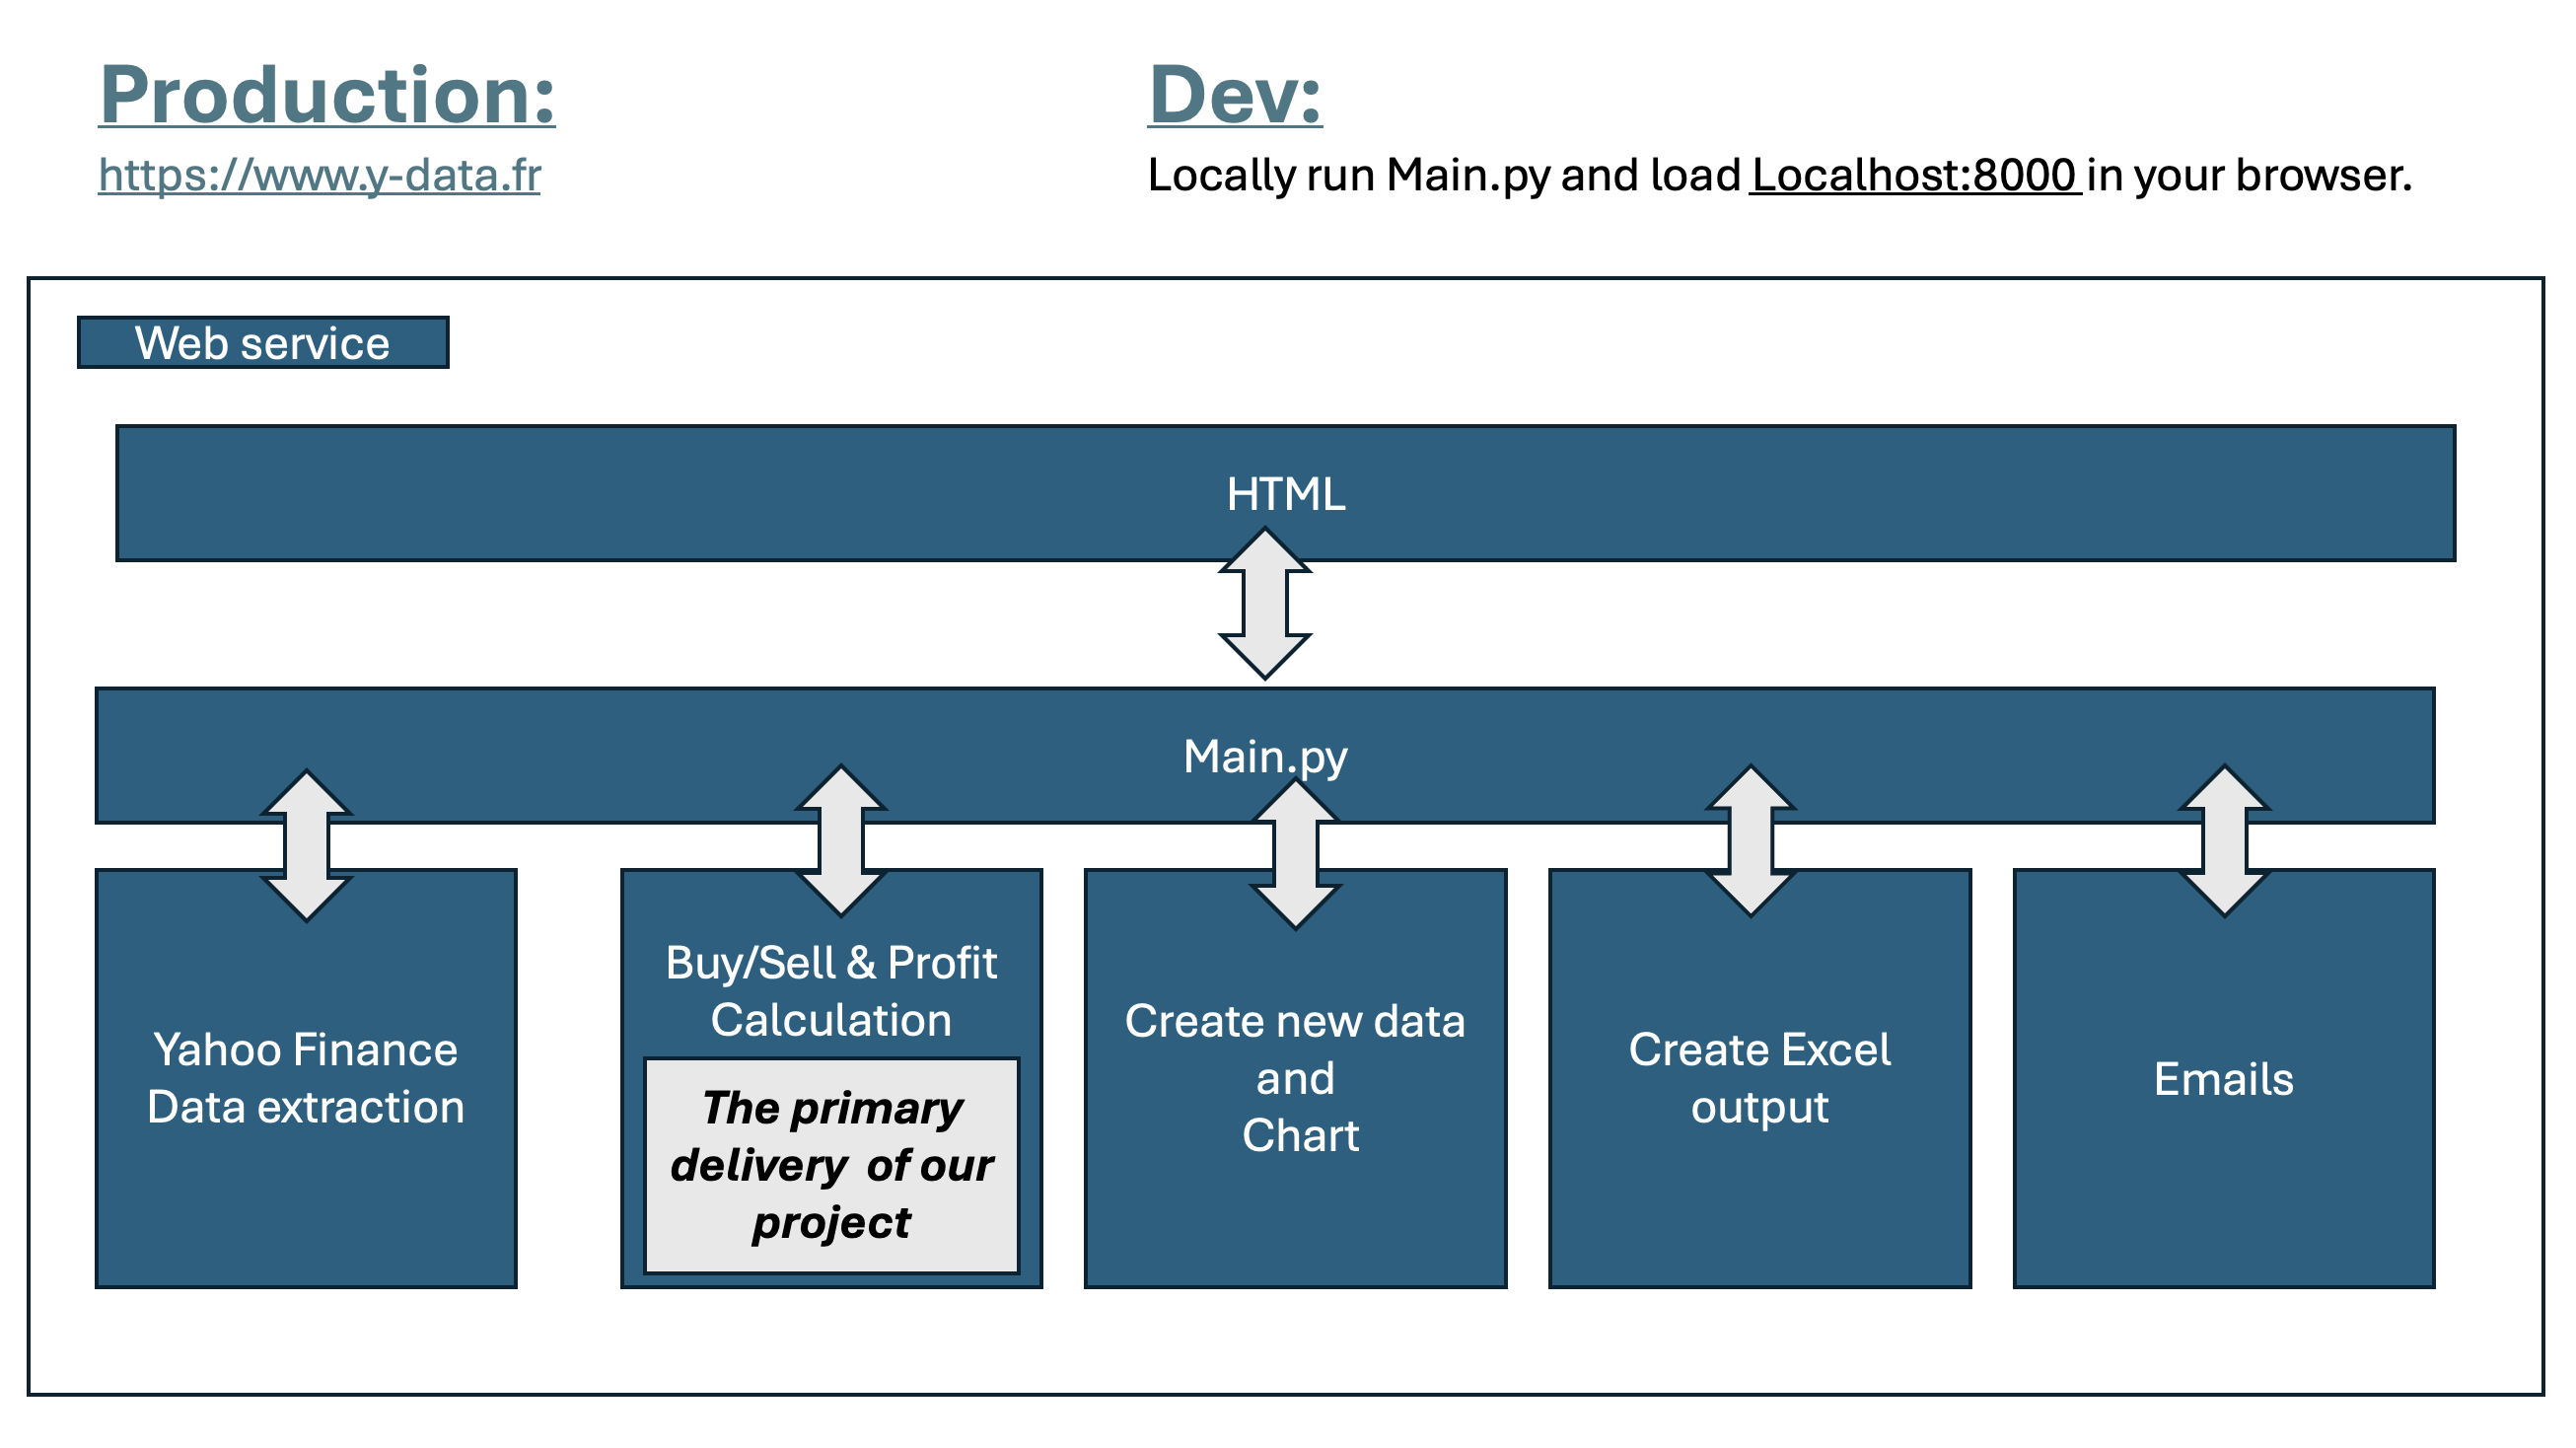 Production:
https://www.y-data.fr
Dev:
Locally run Main.py and load Localhost:8000 in your browser.
Web service
HTML
Main.py
Yahoo Finance
Data extraction
Buy/Sell & Profit
Calculation
The primary
delivery  of our
project
Create new data
and
Chart
Create Excel
output
Emails